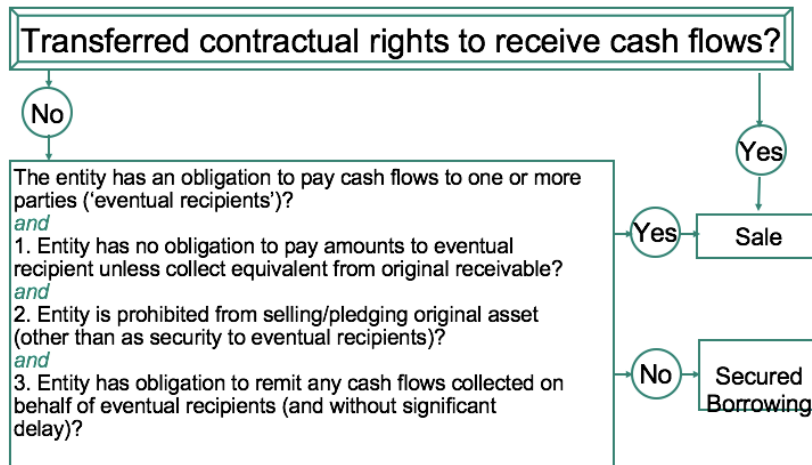 Transferred contractual rights to receive cash flows?
No
Yes
The entity has an obligation to pay cash flows to one or more
parties (‘eventual recipients’)?
and
1. Entity has no obligation to pay amounts to eventual
recipient unless collect equivalent from original receivable?
and
2. Entity is prohibited from selling/pledging original asset
(other than as security to eventual recipients)?
and
3. Entity has obligation to remit any cash flows collected on
behalf of eventual recipients (and without significant
delay)?
Yes
Sale
No
Secured
Borrowing